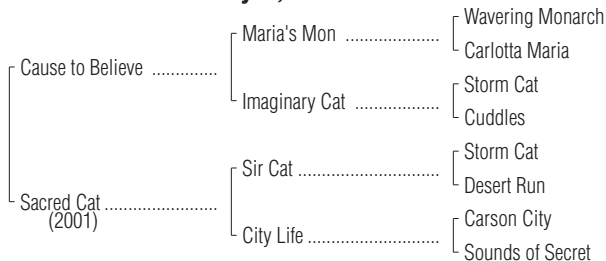 Wavering Monarch
Maria's Mon ....................
Carlotta Maria
Cause to Believe .............
Storm Cat
Imaginary Cat ..................
Cuddles
Storm Cat
Sir Cat ..............................
Desert Run
Sacred Cat ......................
(2001)
Carson City
City Life ............................
Sounds of Secret